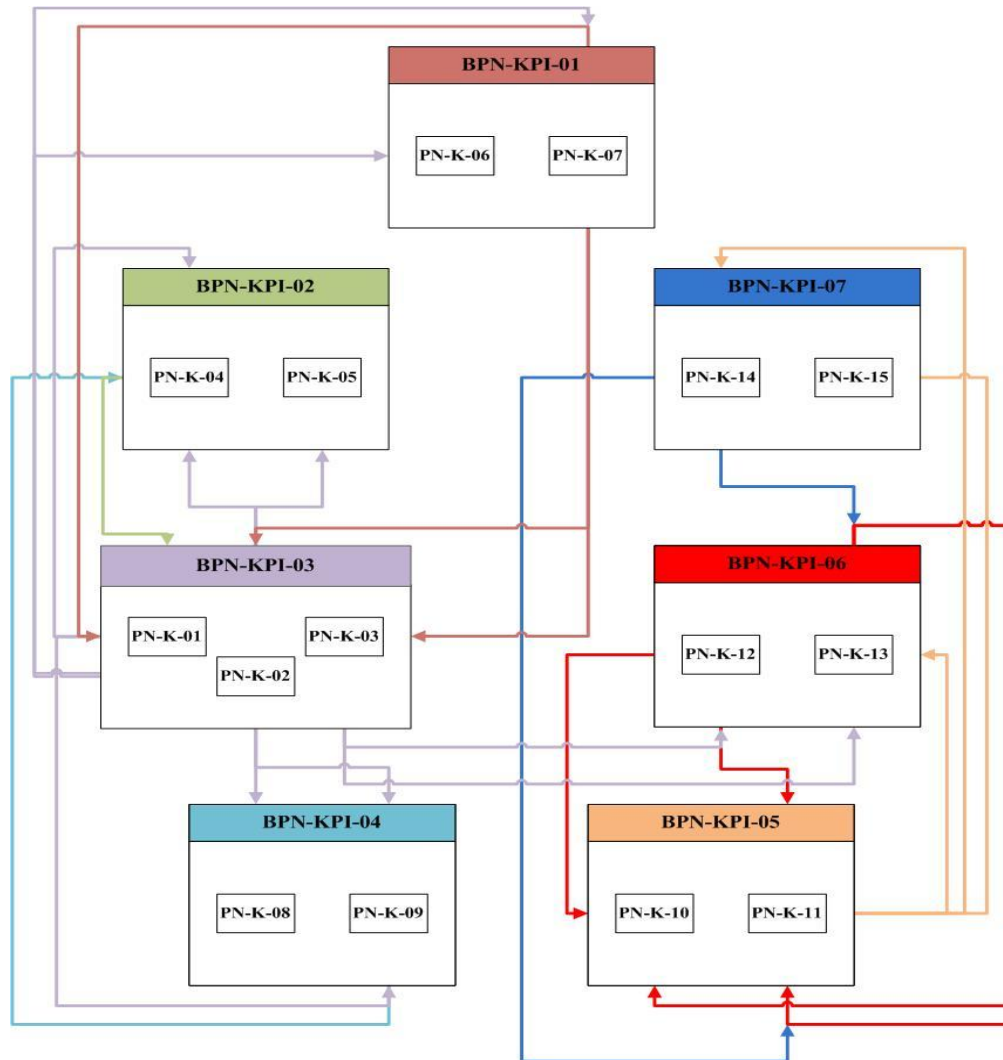 BPN-KPI-01
PN-K-06 PN-K-07
BPN-KPI-02
PN-K-04 PN-K-05
BPN-KPI-07
PN-K-14 PN-K-15
BPN-KPI-03
PN-K-01 PN-K-03
PN-K-02
BPN-KPI-06
PN-K-12 PN-K-13
BPN-KPI-04
PN-K-08 PN-K-09
BPN-KPI-05
PN-K-10 PN-K-11